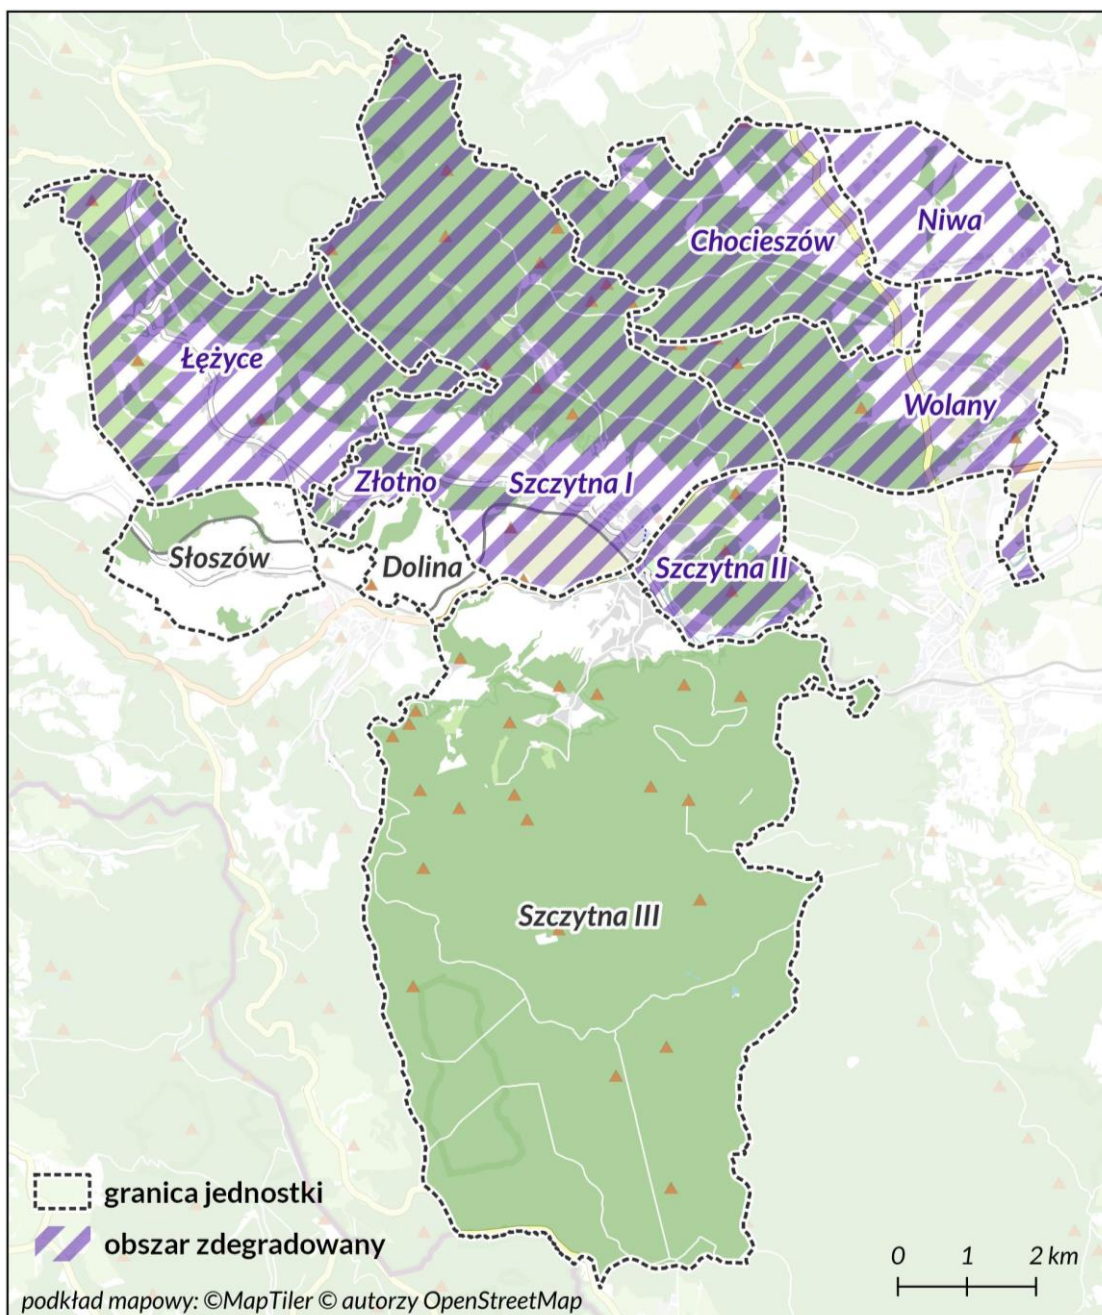 Niwa
Chocieszów
Łężyce
Wolany
Złotno
Szczytna I
Słoszów
Dolina
Szczytna II
Szczytna III
granica jednostki
obszar zdegradowany
0 1 2 km
podkład mapowy: ©MapTiler © autorzy OpenStreetMap